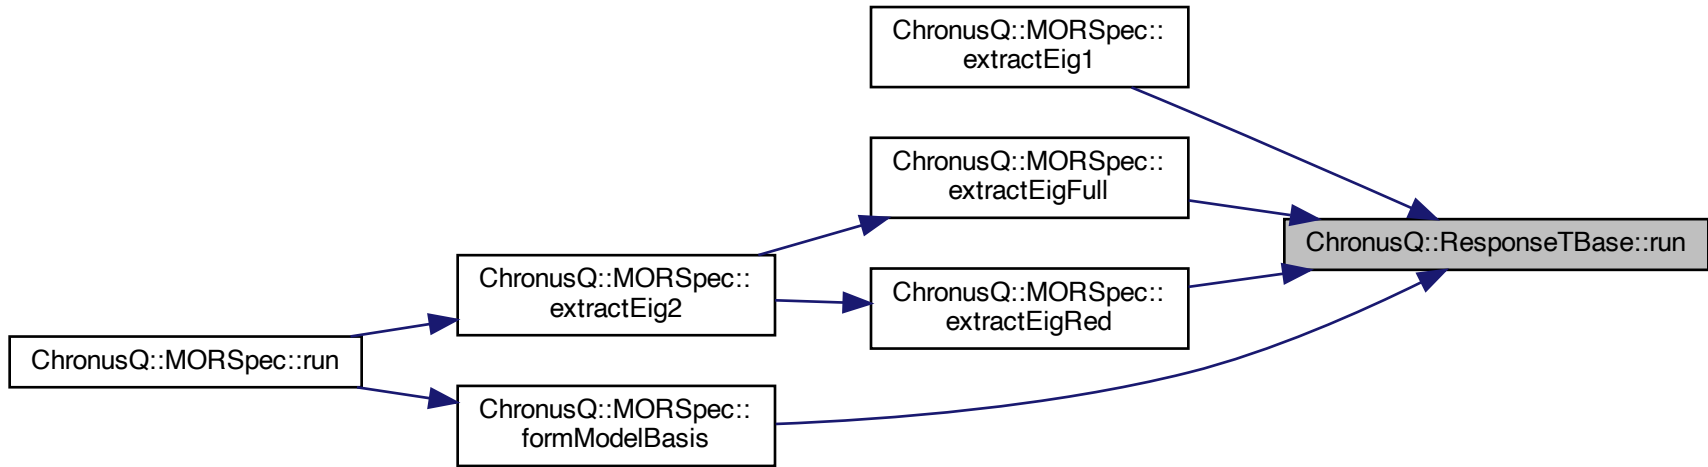 ChronusQ::MORSpec::
extractEig1
ChronusQ::MORSpec::
extractEigFull
ChronusQ::ResponseTBase::run
ChronusQ::MORSpec::
extractEig2
ChronusQ::MORSpec::
extractEigRed
ChronusQ::MORSpec::run
ChronusQ::MORSpec::
formModelBasis